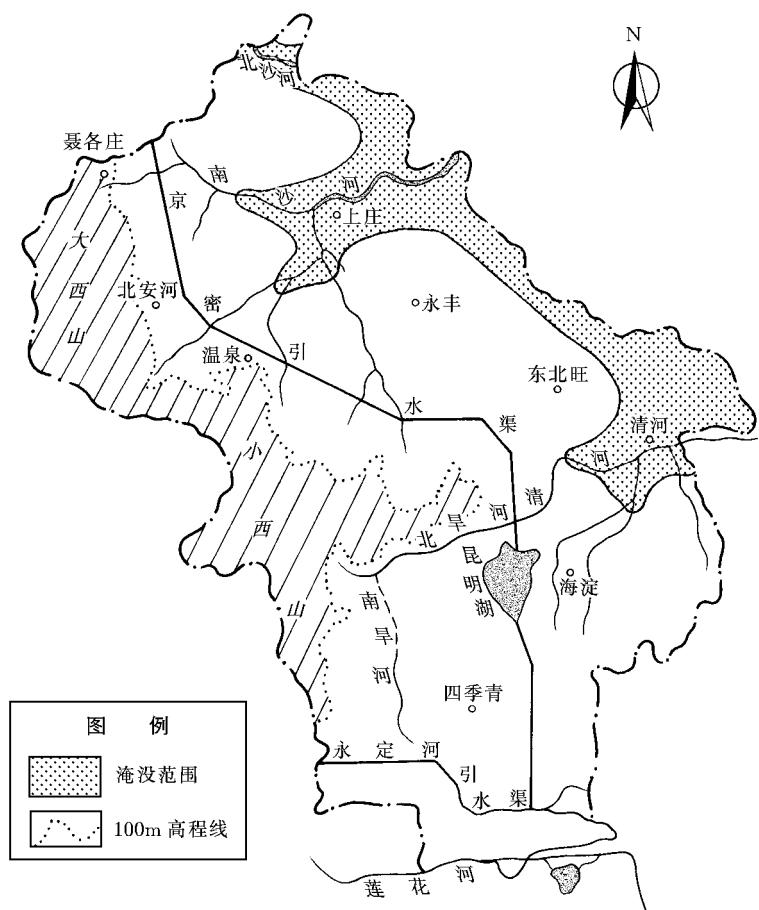 N
北沙河
聂各庄
南沙河
京密引水渠
上庄
大西山
北安河
永丰
温泉
东北旺
清河
小西山
清河
北旱河
昆明湖
海淀
南旱河
四季青
永定河引水渠
莲花河
图 例
淹没范围
100m 高程线